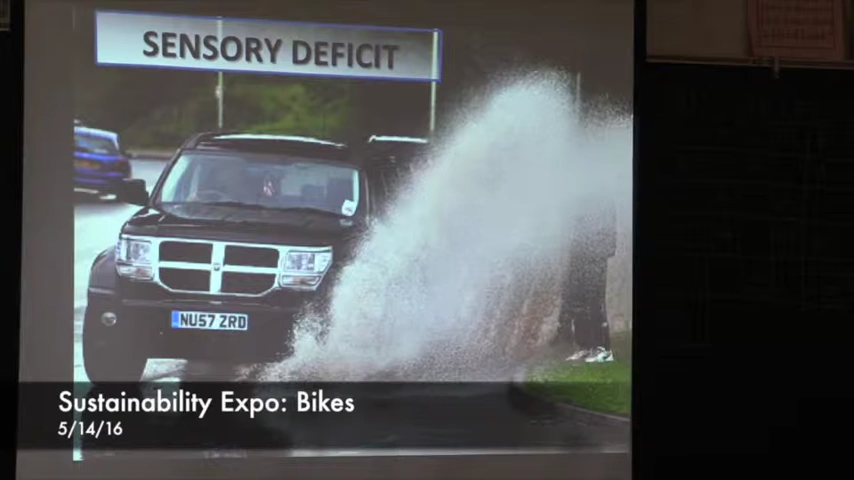 SENSORY DEFICIT
NU57 ZRD
Sustainability Expo: Bikes
5/14/16